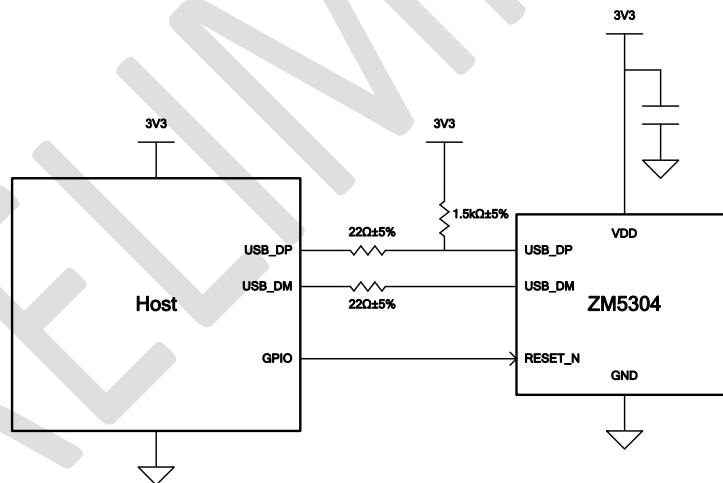 3V3
3V3
3V3
1.5kΩ±5%
22Ω±5%
VDD
USB_DP
USB_DP
USB_DM
USB_DM
22Ω±5%
Host
ZM5304
GPIO
RESET_N
GND
ELIM